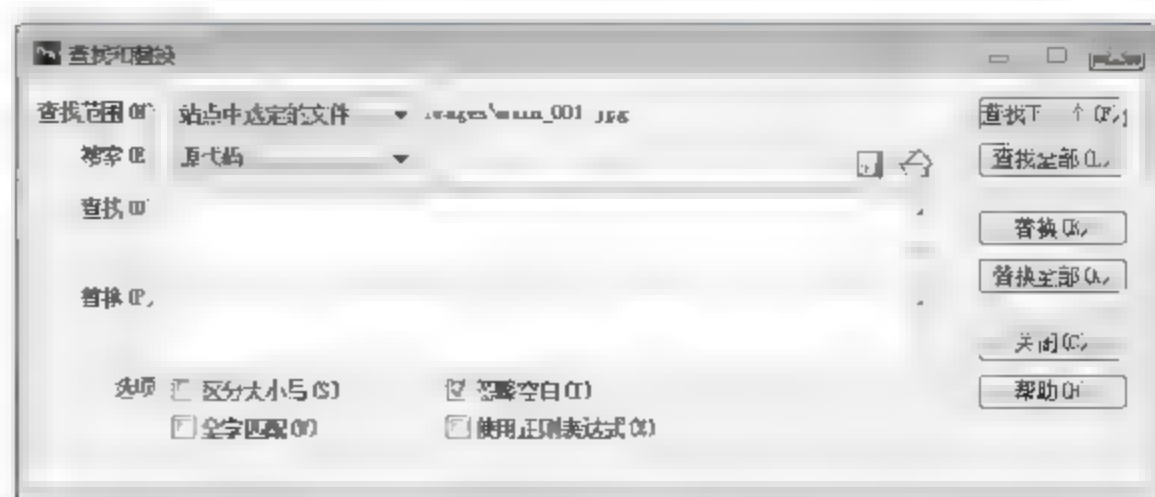 查找和替换
查找范围 站点中选定的文件 images\main_001.jpg
搜索 源代码
查找
替换
选项 区分大小写(S) 忽略空白(I)
全字匹配 使用正则表达式(X)
查找下一个(F)
查找全部(L)
替换(R)
替换全部(A)
关闭(C)
帮助(H)